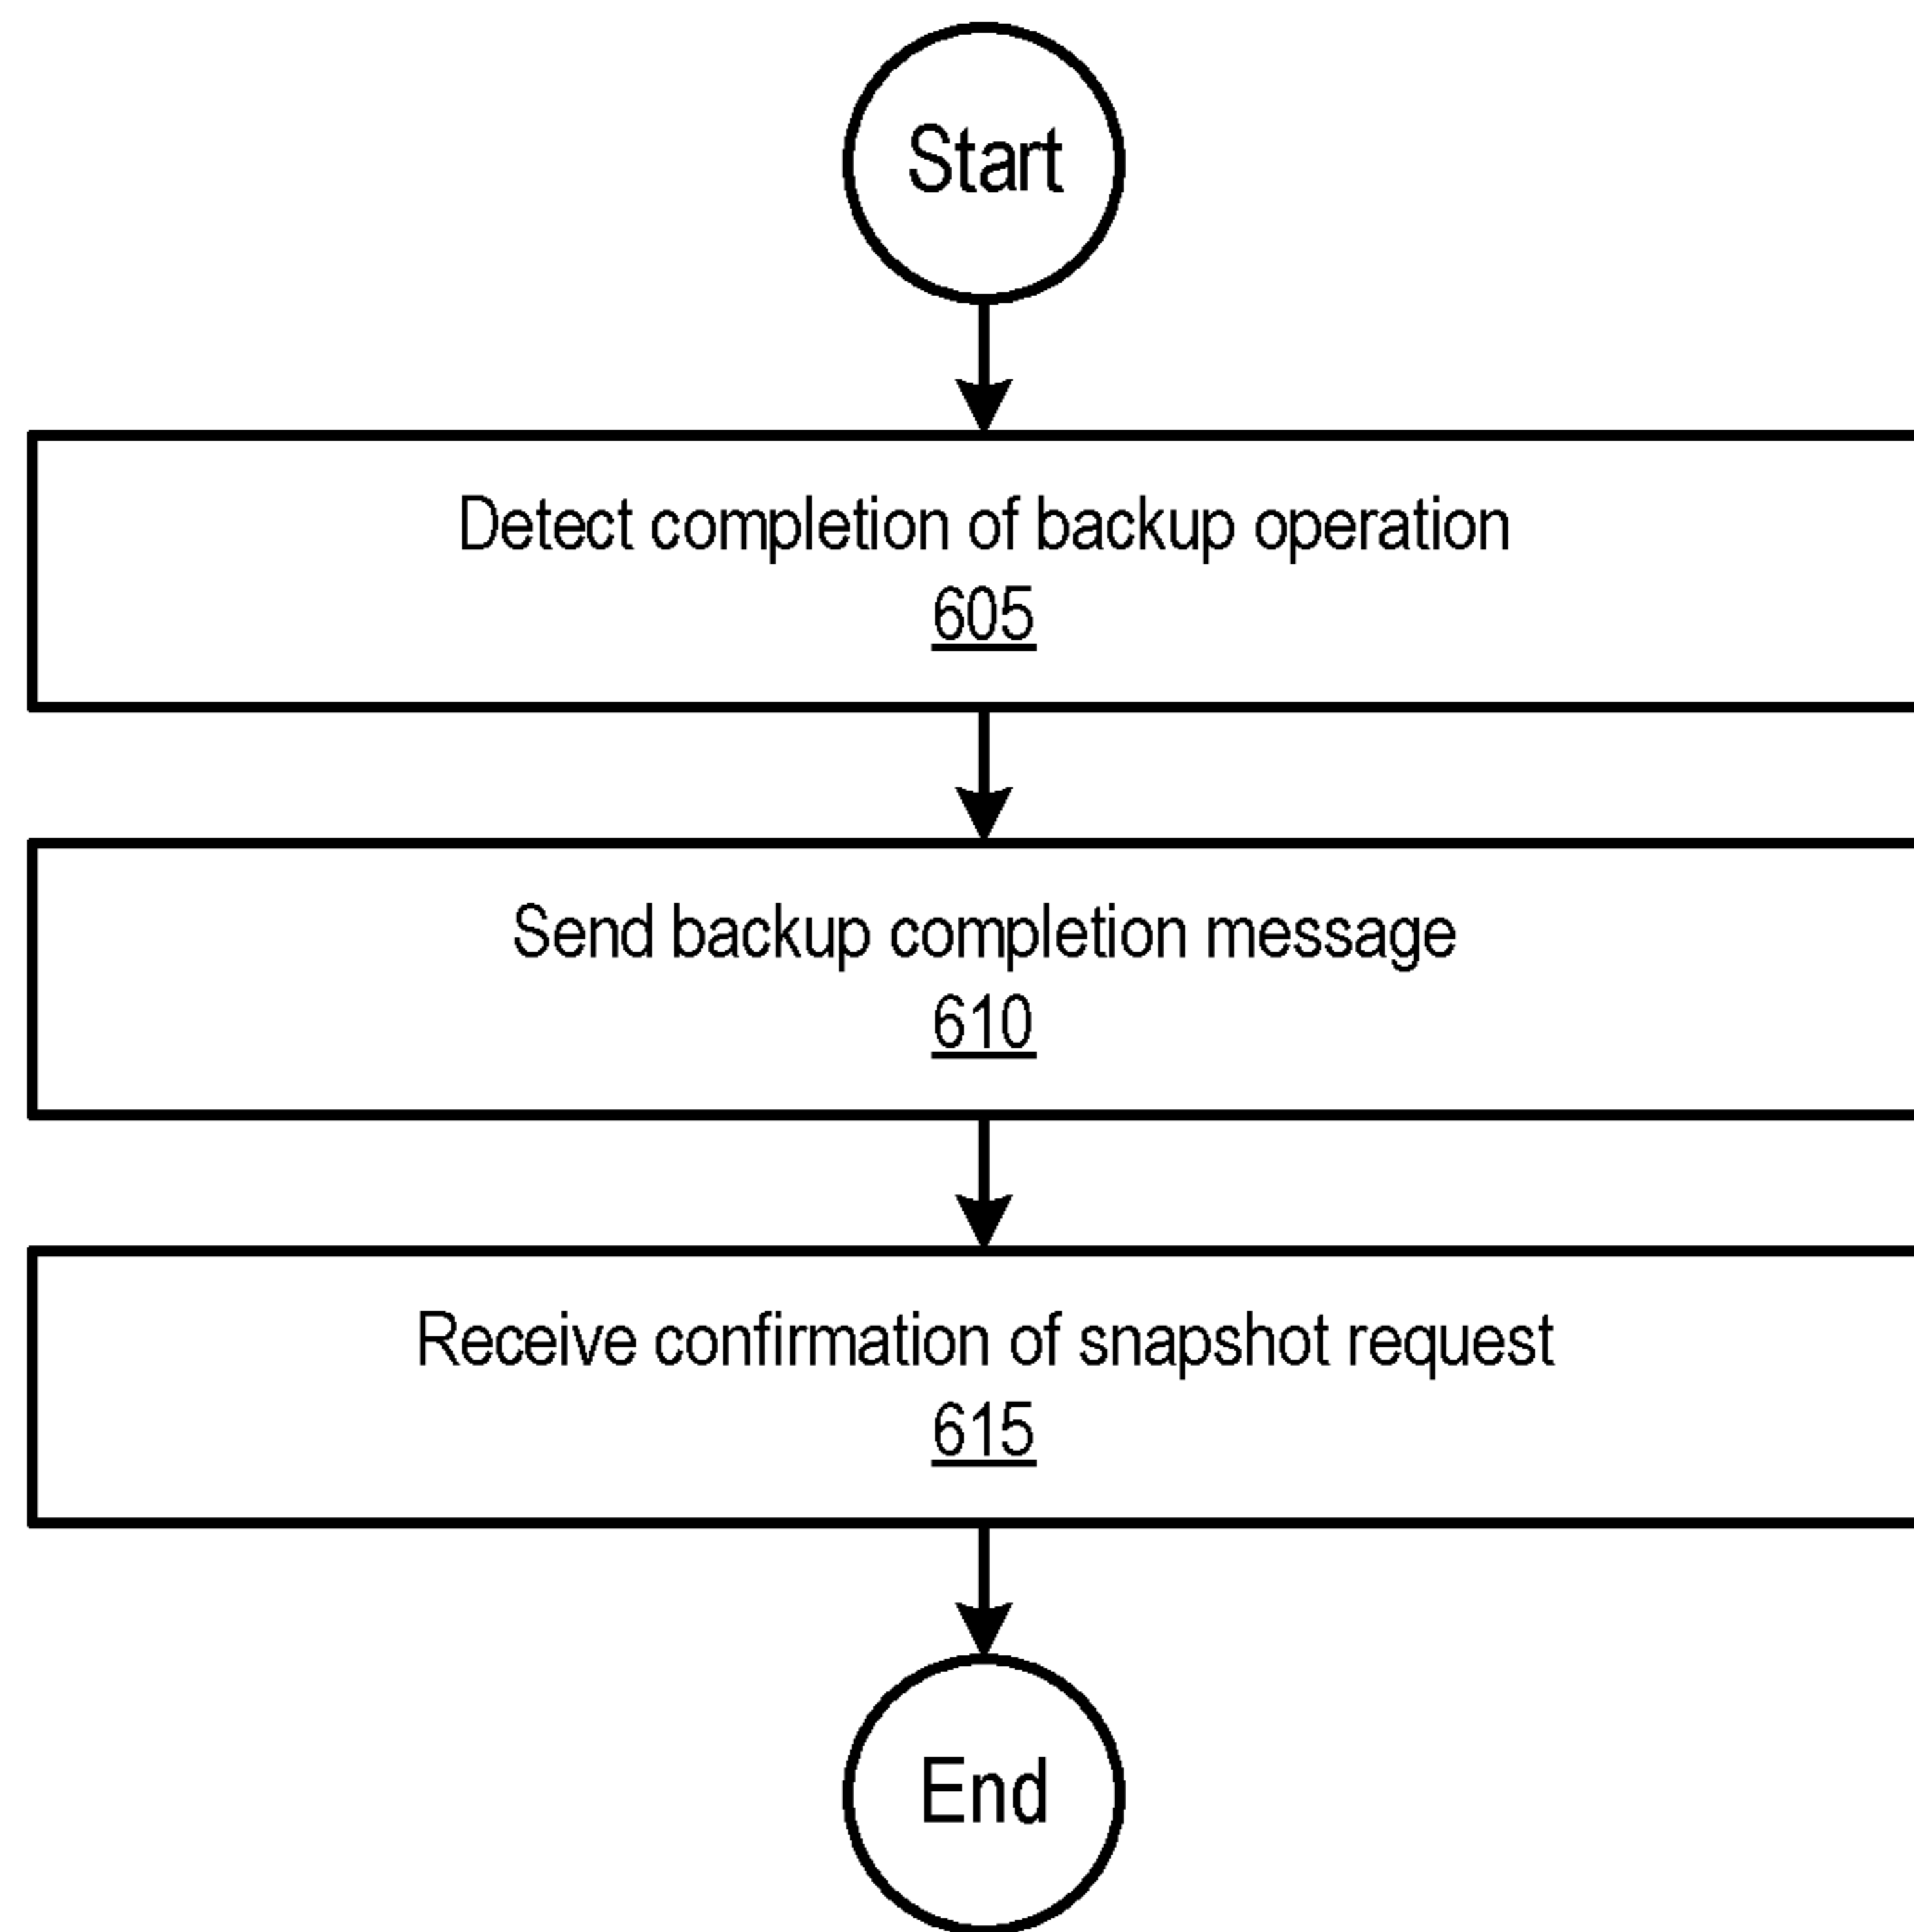 Start
Detect completion of backup operation
605
Send backup completion message
610
Receive confirmation of snapshot request
615
End